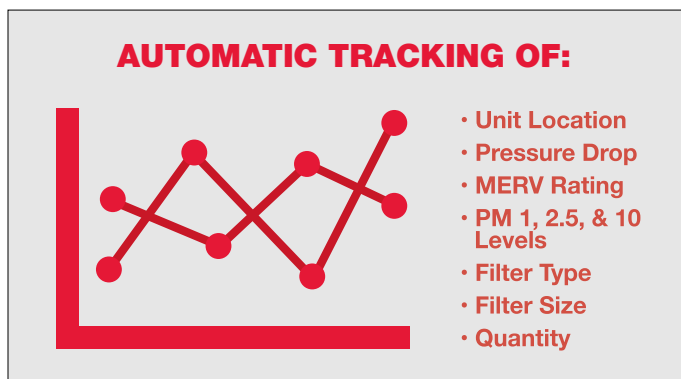 AUTOMATIC TRACKING OF:
• Unit Location
• Pressure Drop
• MERV Rating
• PM 1, 2.5, & 10
Levels
• Filter Type
• Filter Size
• Quantity